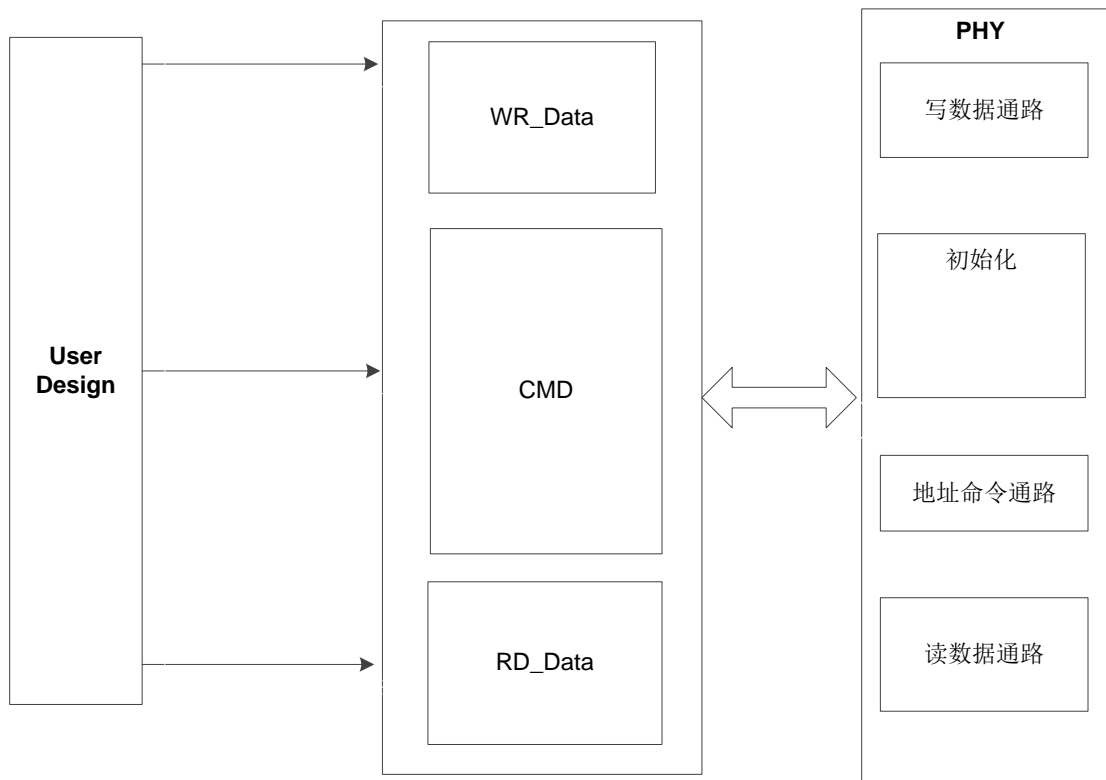 User
Design
WR_Data
CMD
RD_Data
PHY
写数据通路
初始化
地址命令通路
读数据通路